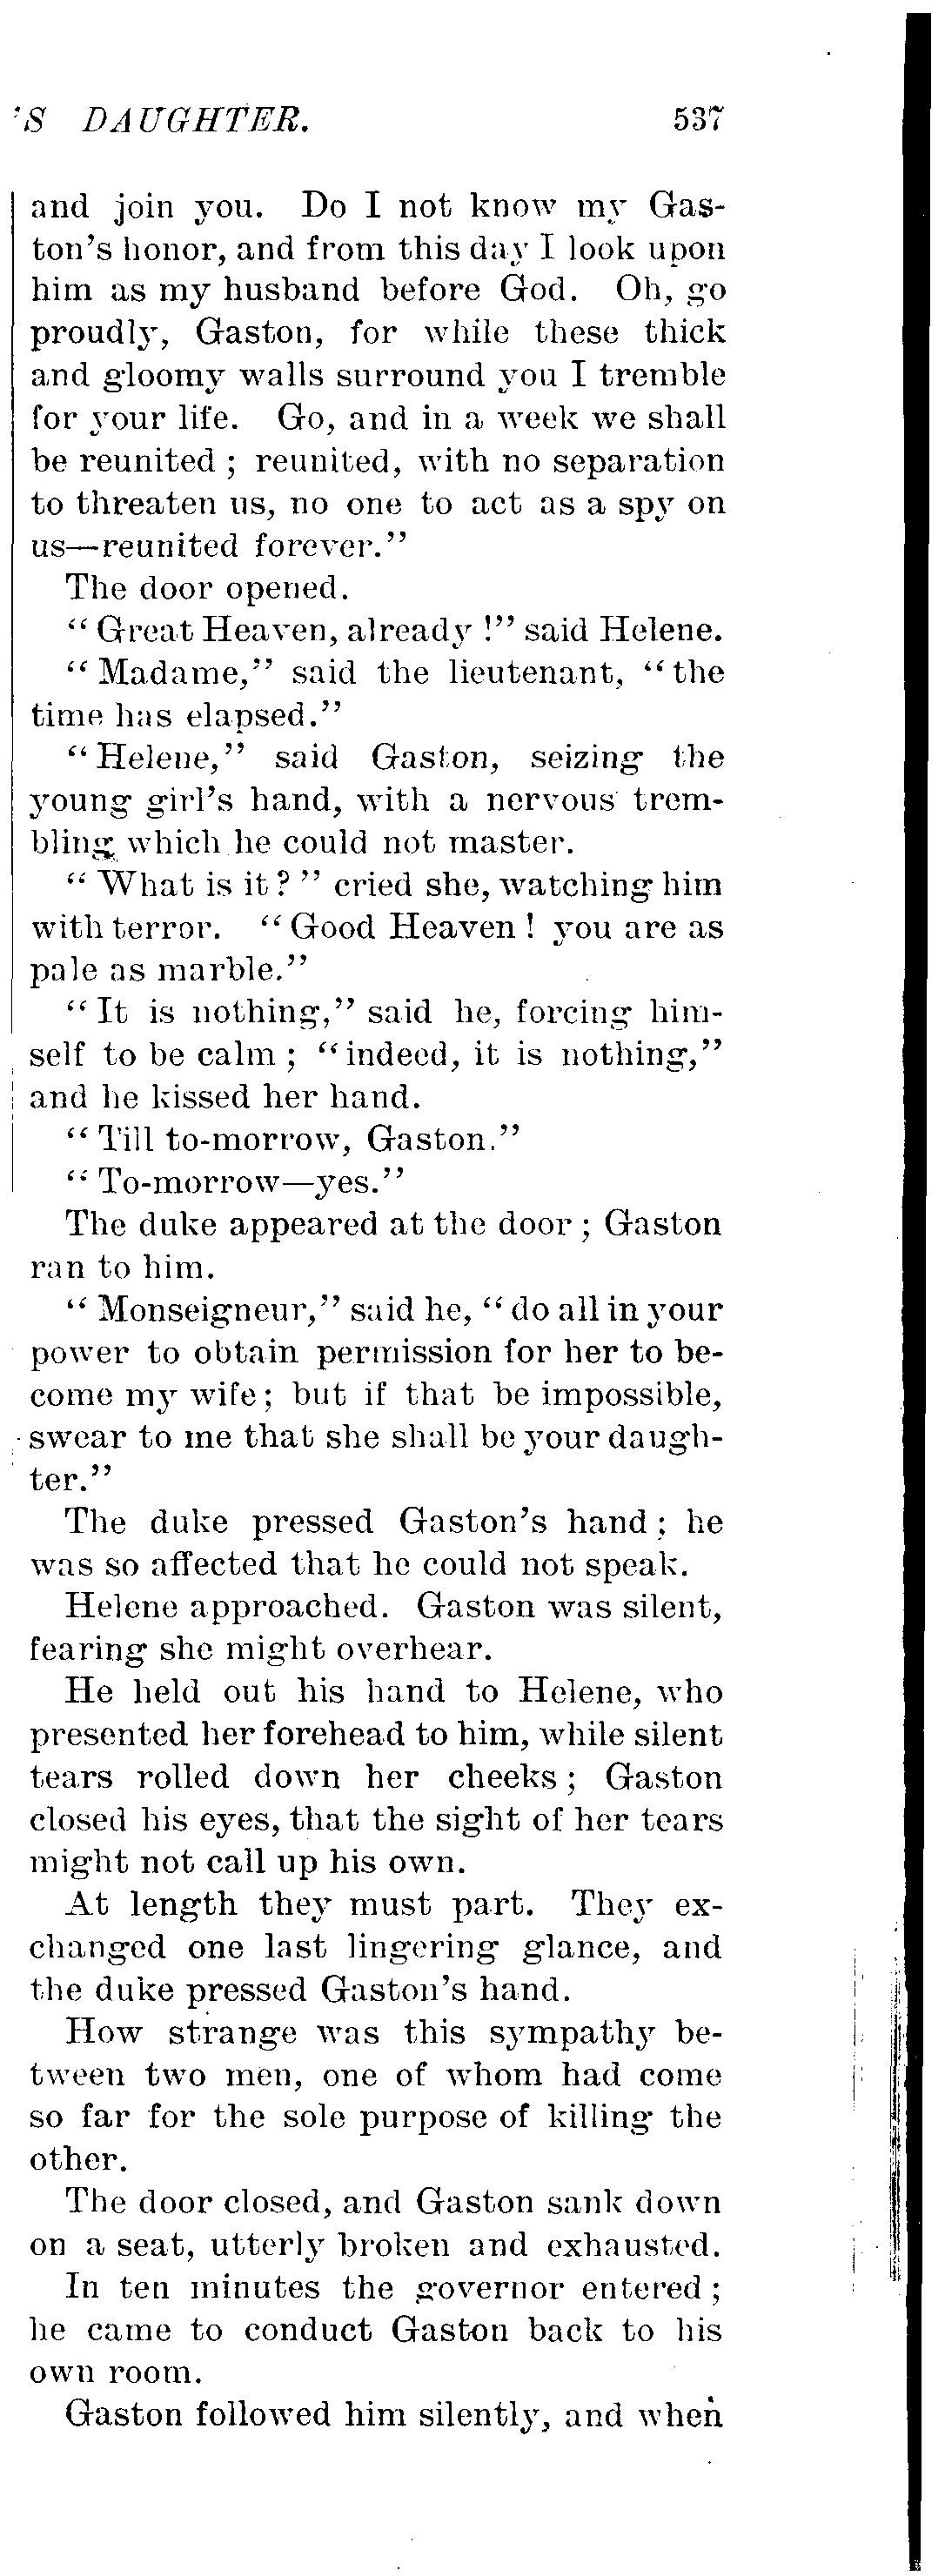 'S DAUGHTER. 537
and join you. Do I not know my Gas-
ton's honor, and from this day I look upon
him as my husband before God. Oh, go
proudly, Gaston, for while these thick
and gloomy walls surround you I tremble
for your life. Go, and in a week we shall
be reunited ; reunited, with no separation
to threaten us, no one to act as a spy on
us—reunited forever."
The door opened.
" Great Heaven, already !" said Helene.
" Madame," said the lieutenant, " the
time has elapsed."
" Helene," said Gaston, seizing the
young girl's hand, with a nervous trem-
bling which he could not master.
" What is it ? " cried she, watching him
with terror. " Good Heaven ! you are as
pale as marble."
" It is nothing," said he, forcing him-
self to be calm ; " indeed, it is nothing,"
and he kissed her hand.
" Till to-morrow, Gaston."
" To-morrow—yes."
The duke appeared at the door ; Gaston
ran to him.
" Monseigneur," said he, " do all in your
power to obtain permission for her to be-
come my wife ; but if that be impossible,
swear to me that she shall be your daugh-
ter."
The duke pressed Gaston's hand ; he
was so affected that he could not speak.
Helene approached. Gaston was silent,
fearing she might overhear.
He held out his hand to Helene, who
presented her forehead to him, while silent
tears rolled down her cheeks ; Gaston
closed his eyes, that the sight of her tears
might not call up his own.
At length they must part. They ex-
changed one last lingering glance, and
the duke pressed Gaston's hand.
How strange was this sympathy be-
tween two men, one of whom had come
so far for the sole purpose of killing the
other.
The door closed, and Gaston sank down
on a seat, utterly broken and exhausted.
In ten minutes the governor entered ;
he came to conduct Gaston back to his
own room.
Gaston followed him silently, and when